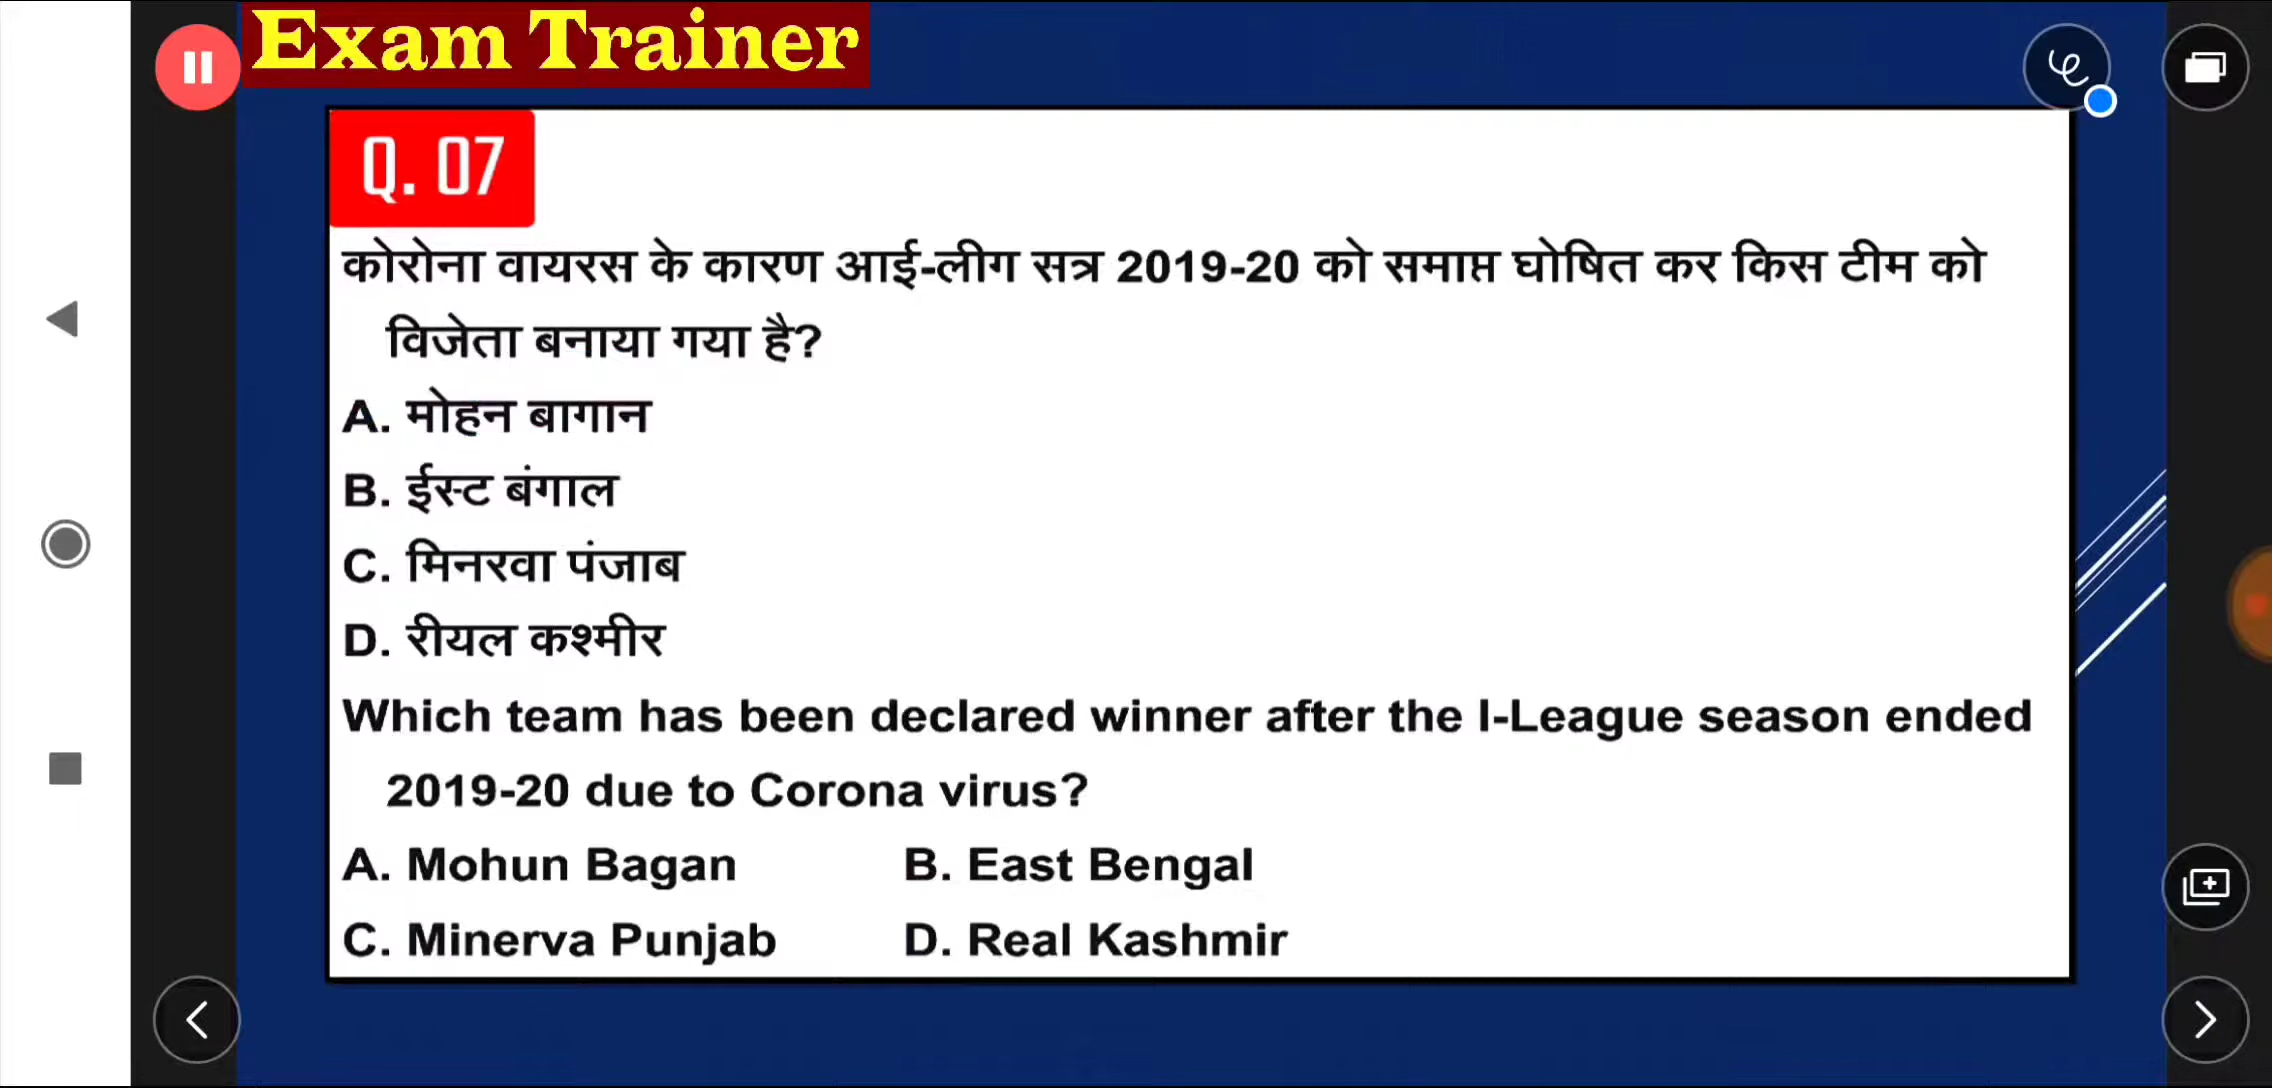 Exam Trainer
Q. 07
कोरोना वायरस के कारण आई-लीग सत्र 2019-20 को समाप्त घोषित कर किस टीम को
विजेता बनाया गया है?
A. मोहन बागान
B. ईस्ट बंगाल
C. मिनरवा पंजाब
D. रीयल कश्मीर
Which team has been declared winner after the I-League season ended
2019-20 due to Corona virus?
A. Mohun Bagan B. East Bengal
C. Minerva Punjab D. Real Kashmir